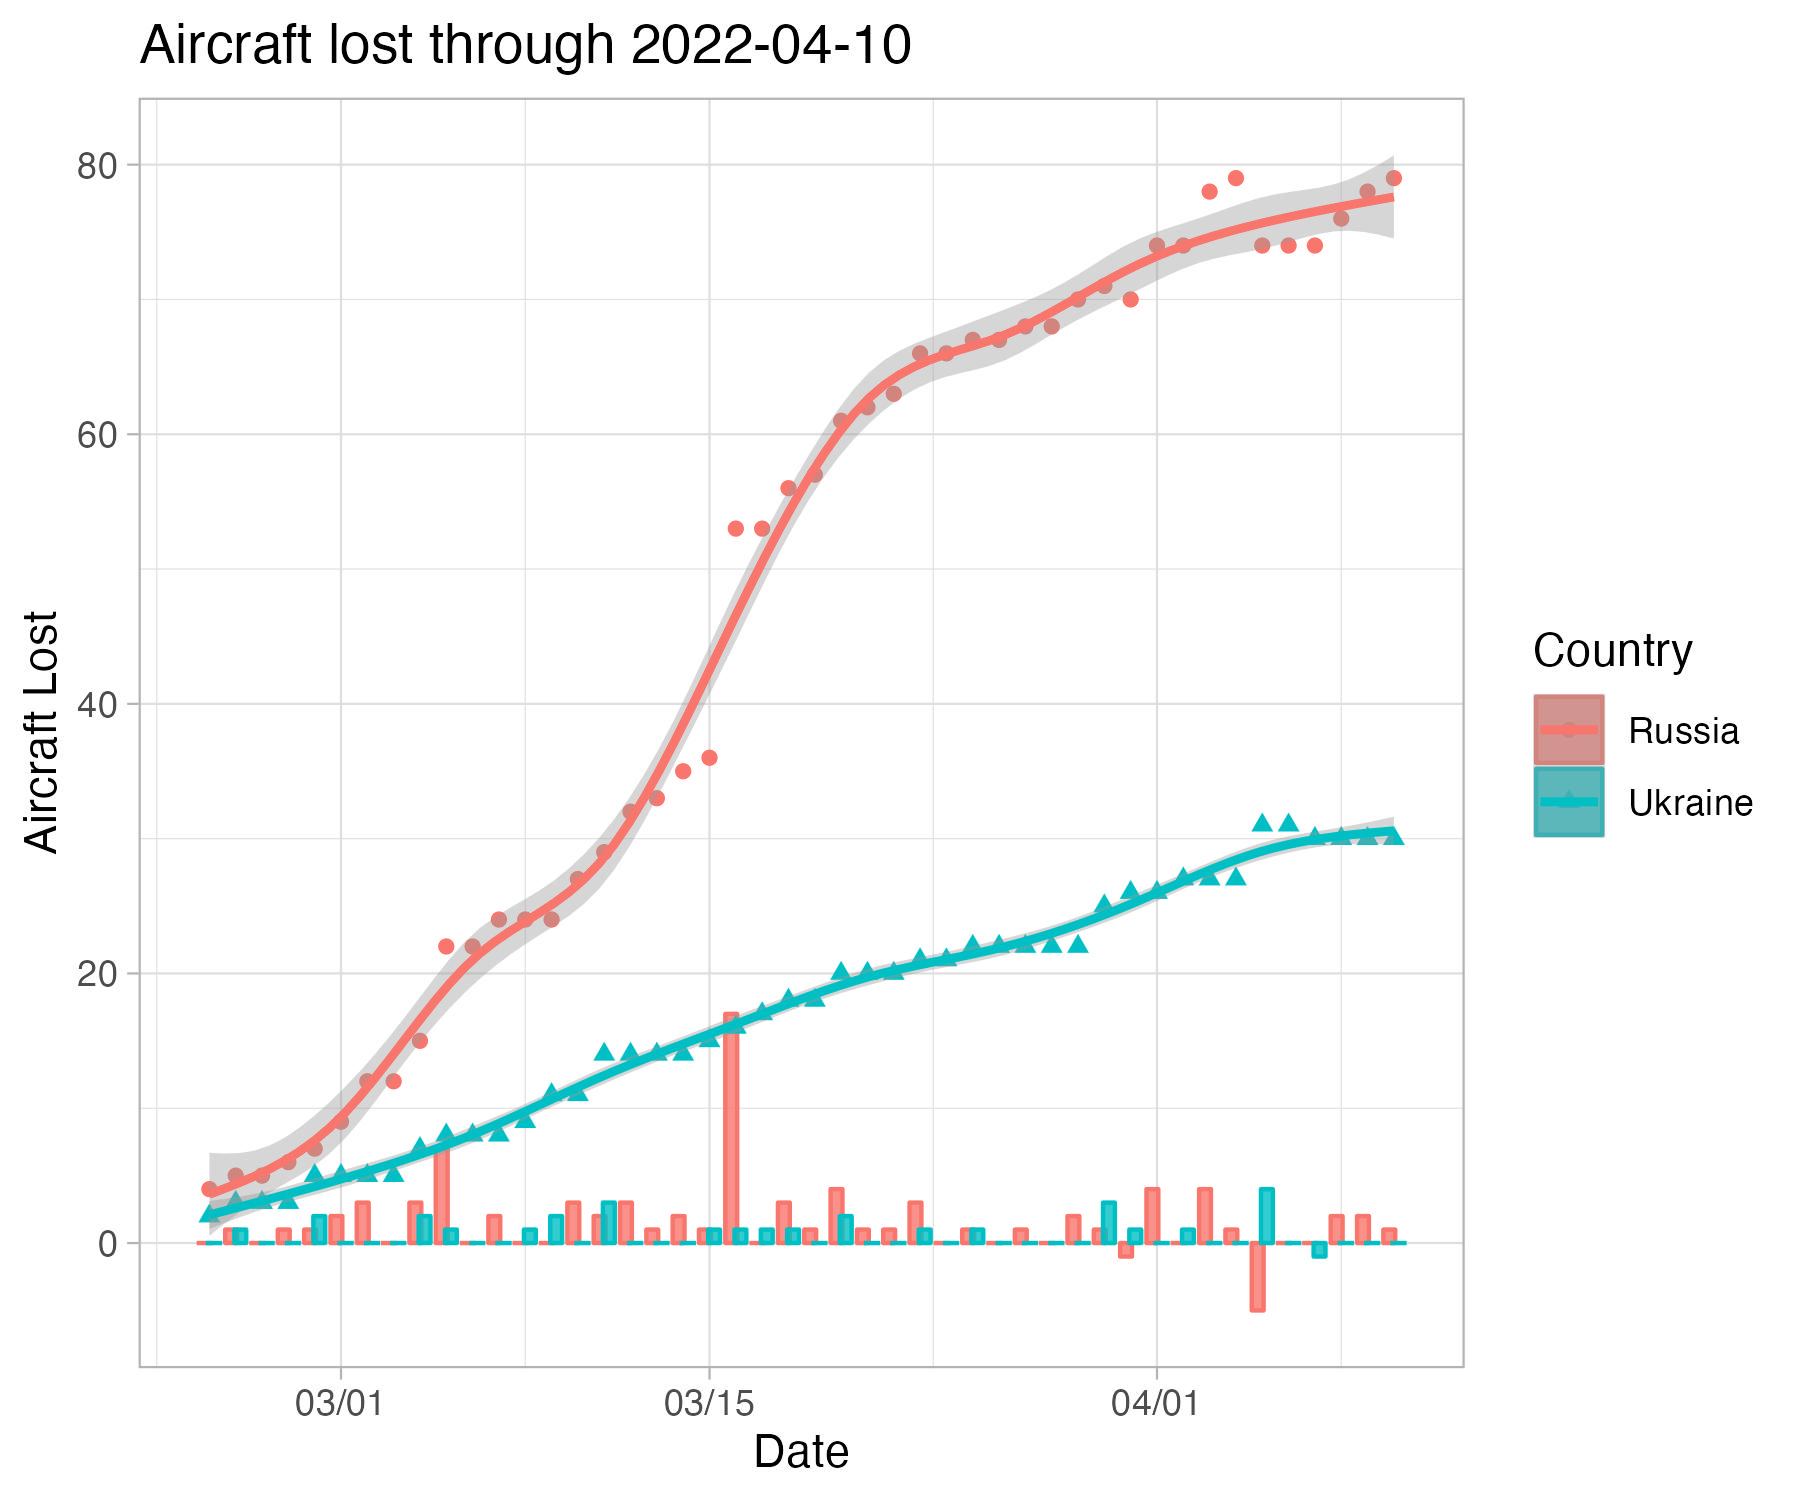 Aircraft lost through 2022-04-10
80
60
40
20
0
Aircraft Lost
03/01
03/15
04/01
Date
Country
Russia
Ukraine